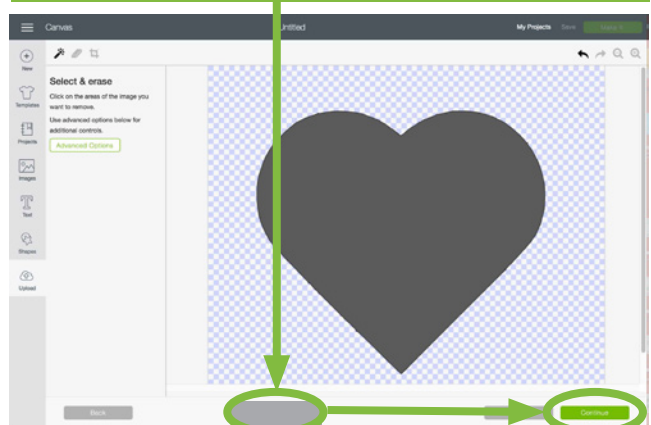 Canvas
Untitled
My Projects
Save
New
Select & erase
Click on the areas of the image you
want to remove.
Use advanced options below for
additional controls.
Advanced Options
Templates
Projects
Images
Text
Shapes
Upload
Back
Continue